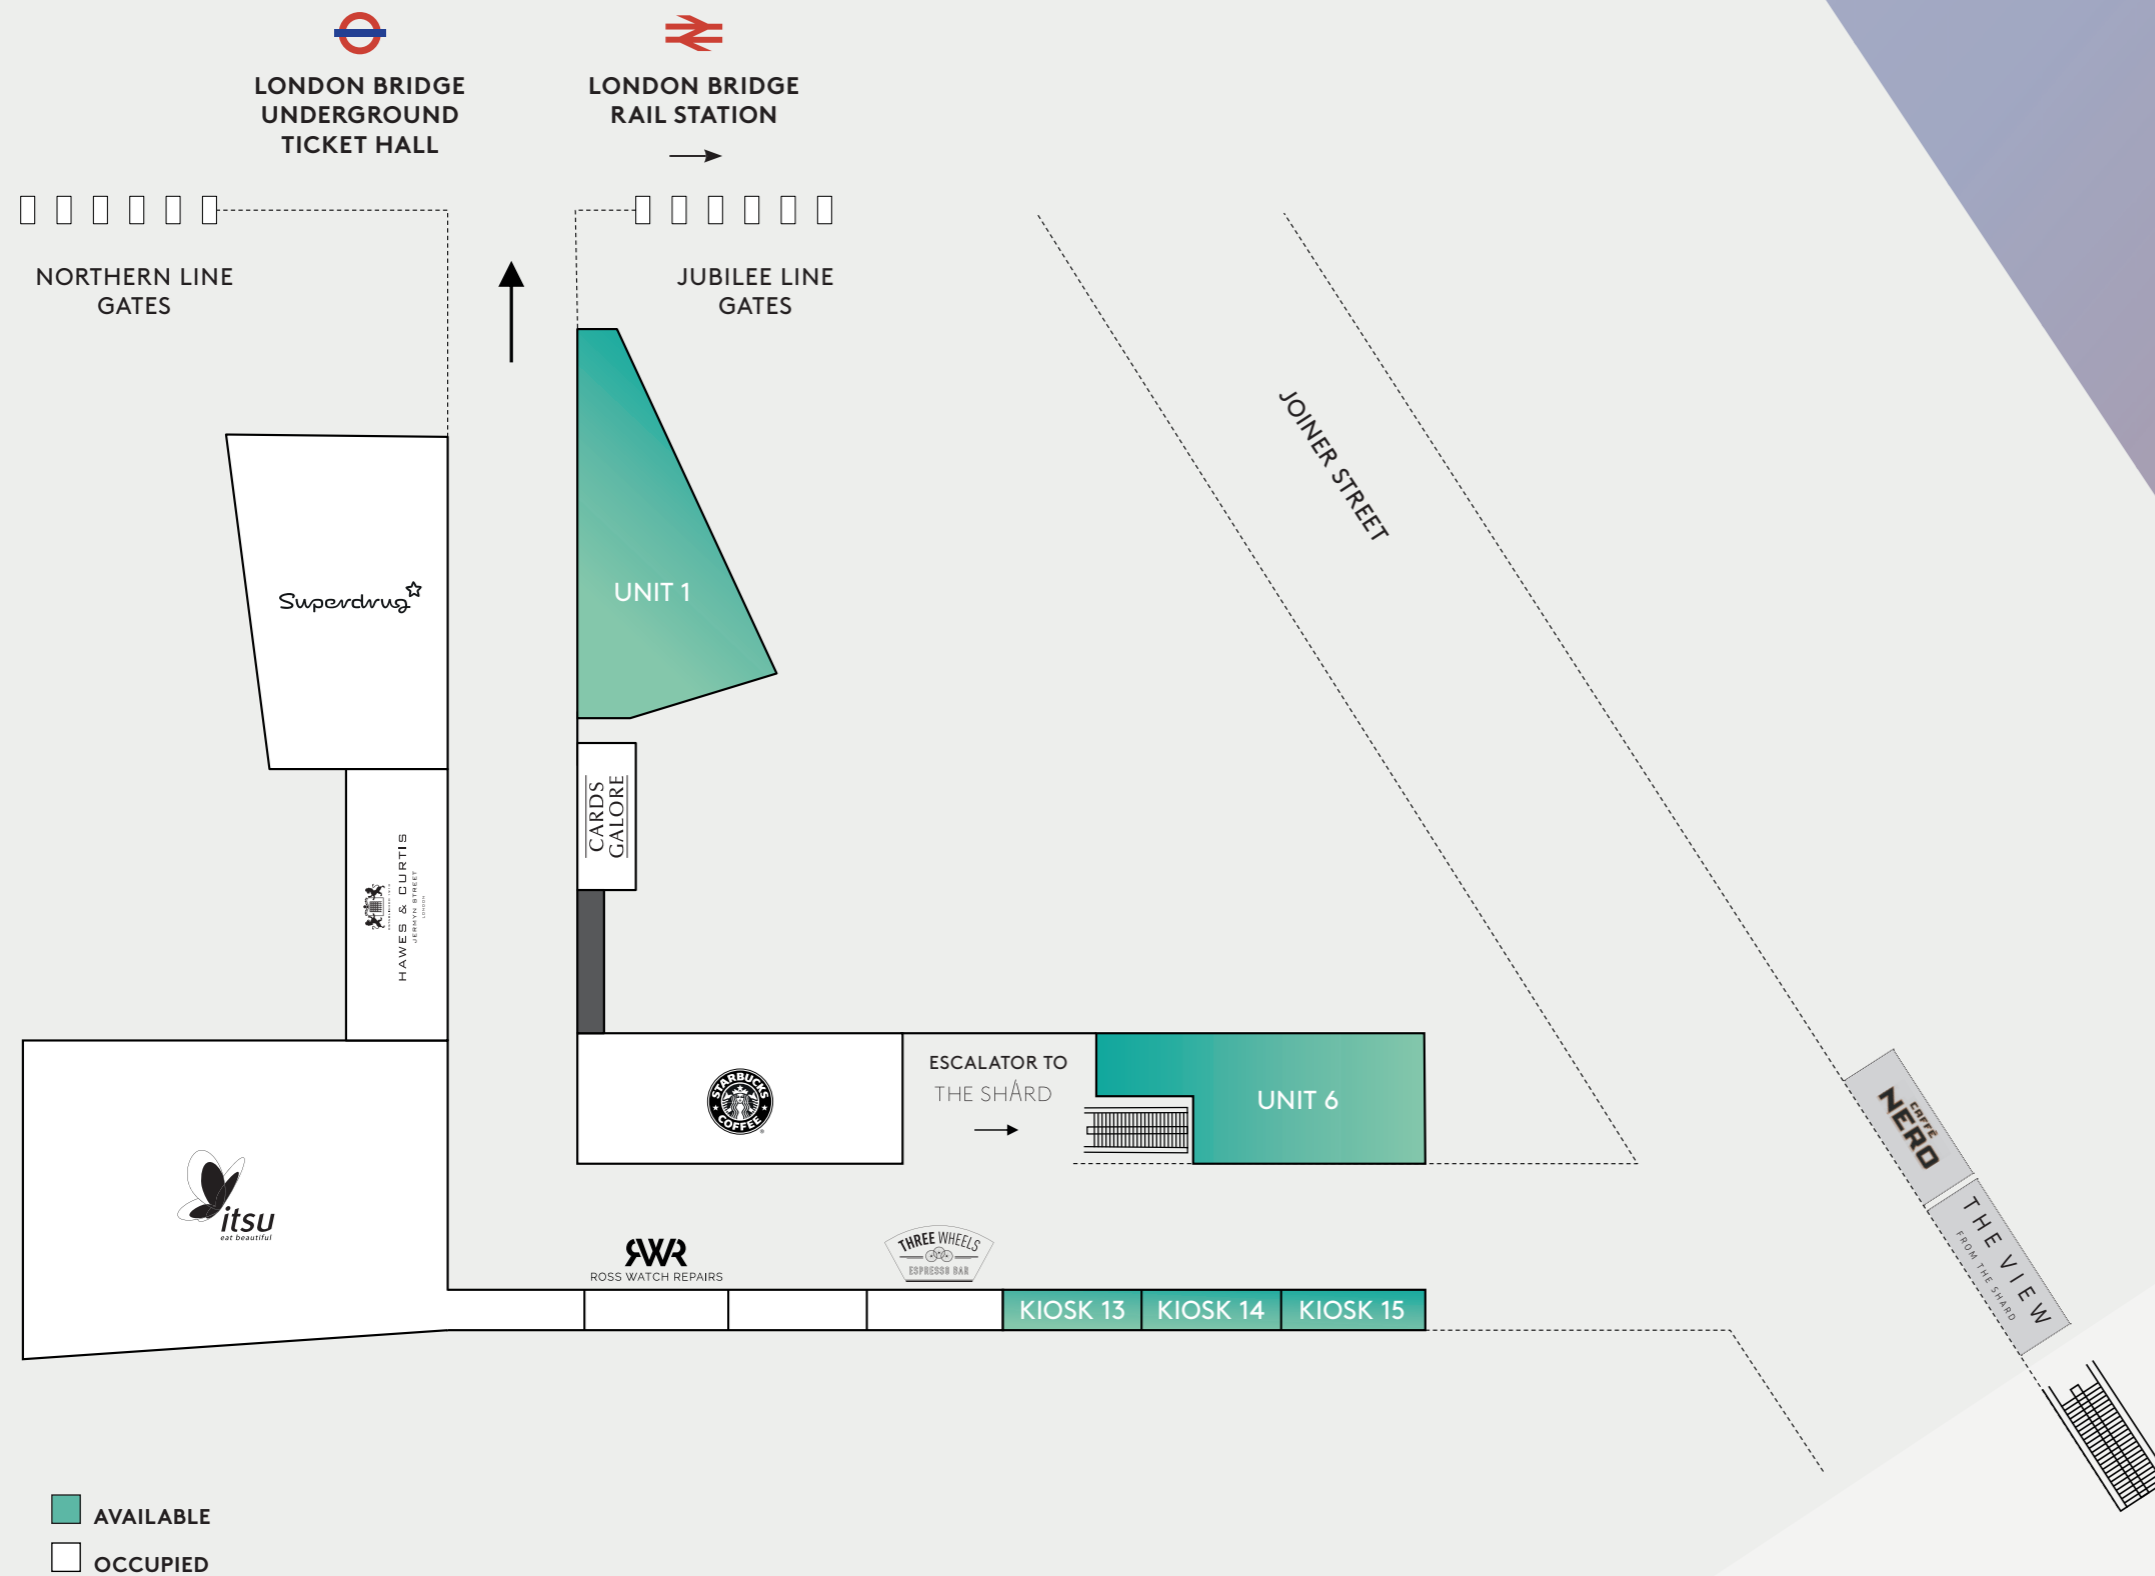 LONDON BRIDGE
UNDERGROUND
TICKET HALL
LONDON BRIDGE
RAIL STATION
NORTHERN LINE
GATES
JUBILEE LINE
GATES
JOINER STREET
UNIT 1
Superdrug
CARDS
GALORE
HAWES & CURTIS
JERMYN STREET
LONDON
STARBUCKS
COFFEE
ESCALATOR TO
THE SHARD
UNIT 6
CAFFÈ
NERO
THE VIEW
FROM THE SHARD
itsu
eat beautiful
RWR
ROSS WATCH REPAIRS
THREE WHEELS
ESPRESSO BAR
KIOSK 13
KIOSK 14
KIOSK 15
AVAILABLE
OCCUPIED